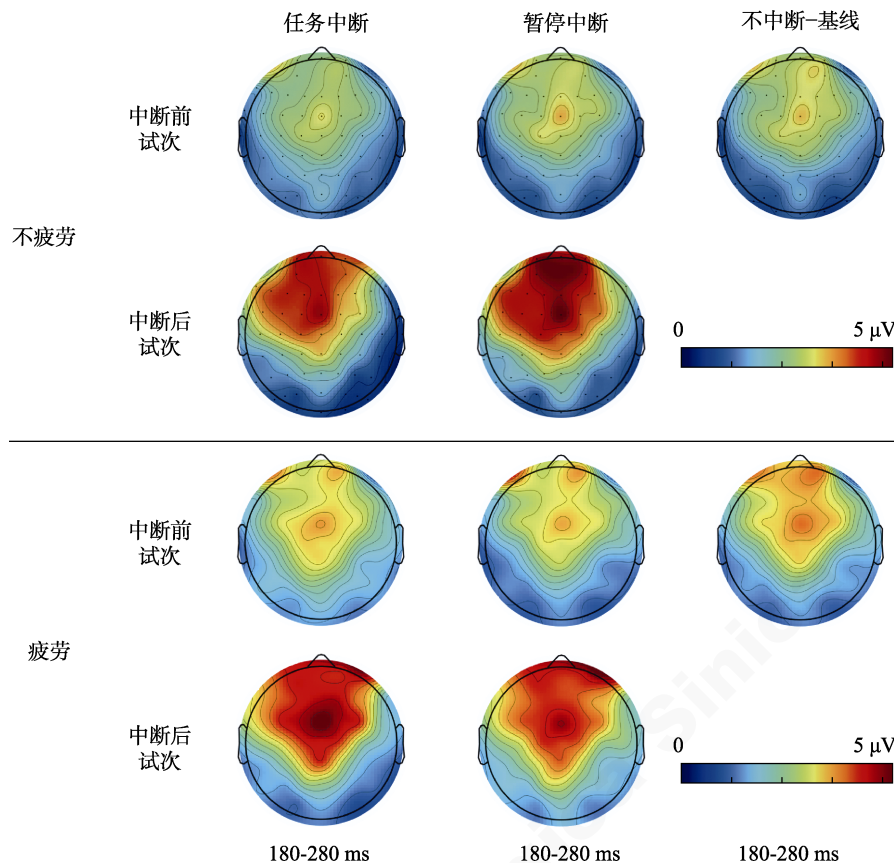 任务中断 暂停中断 不中断–基线
中断前
试次
不疲劳
中断后
试次
0 5 μV
中断前
试次
疲劳
中断后
试次
0 5 μV
180-280 ms 180-280 ms 180-280 ms